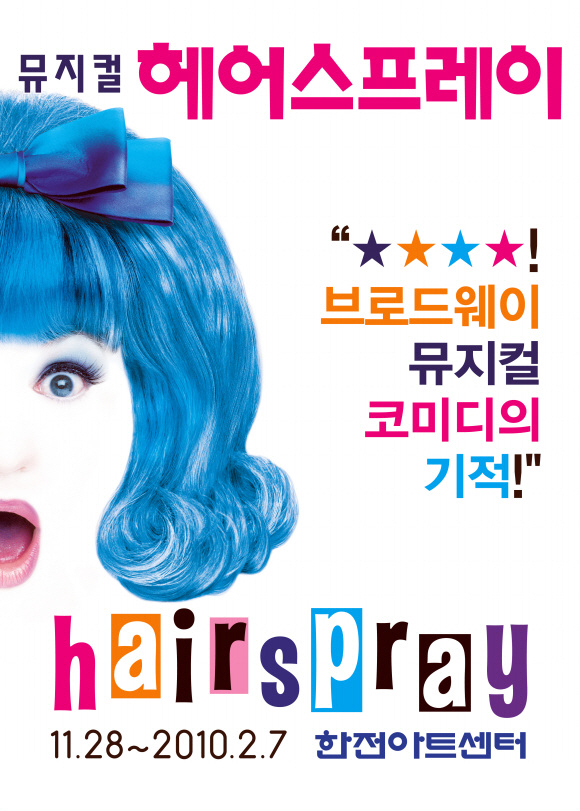 뮤지컬 헤어스프레이
“★★★★!
브로드웨이
뮤지컬
코미디의
기적!"
hairspray
11.28~2010.2.7 한전아트센터